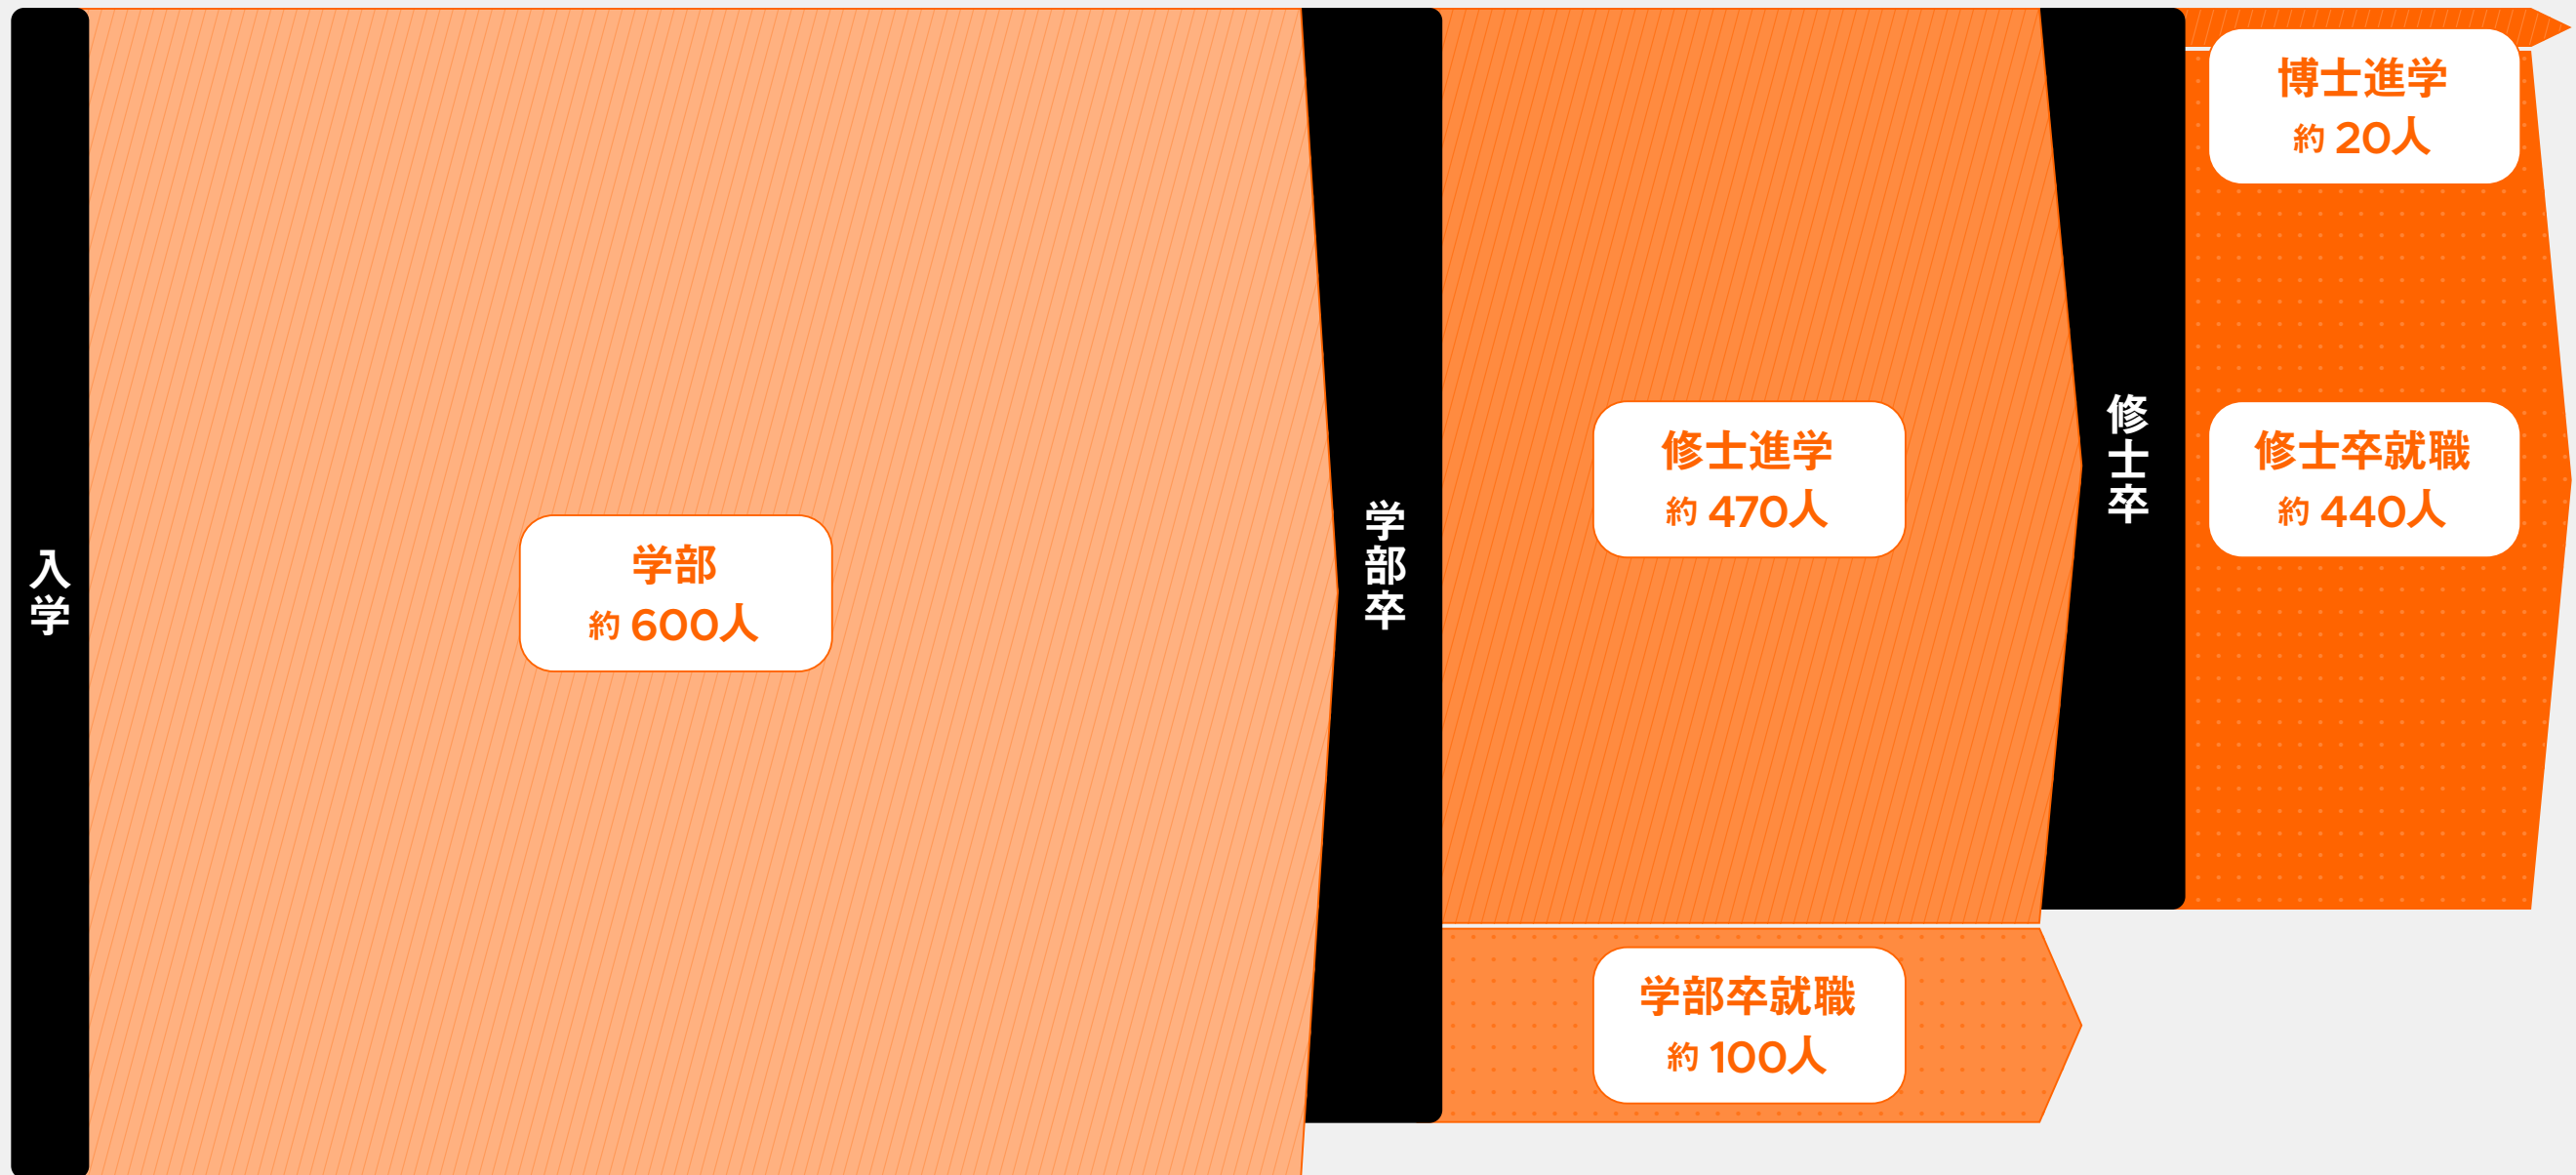 入学
学部
約 600人
学部卒
修士進学
約 470人
学部卒就職
約 100人
修士卒
博士進学
約 20人
修士卒就職
約 440人